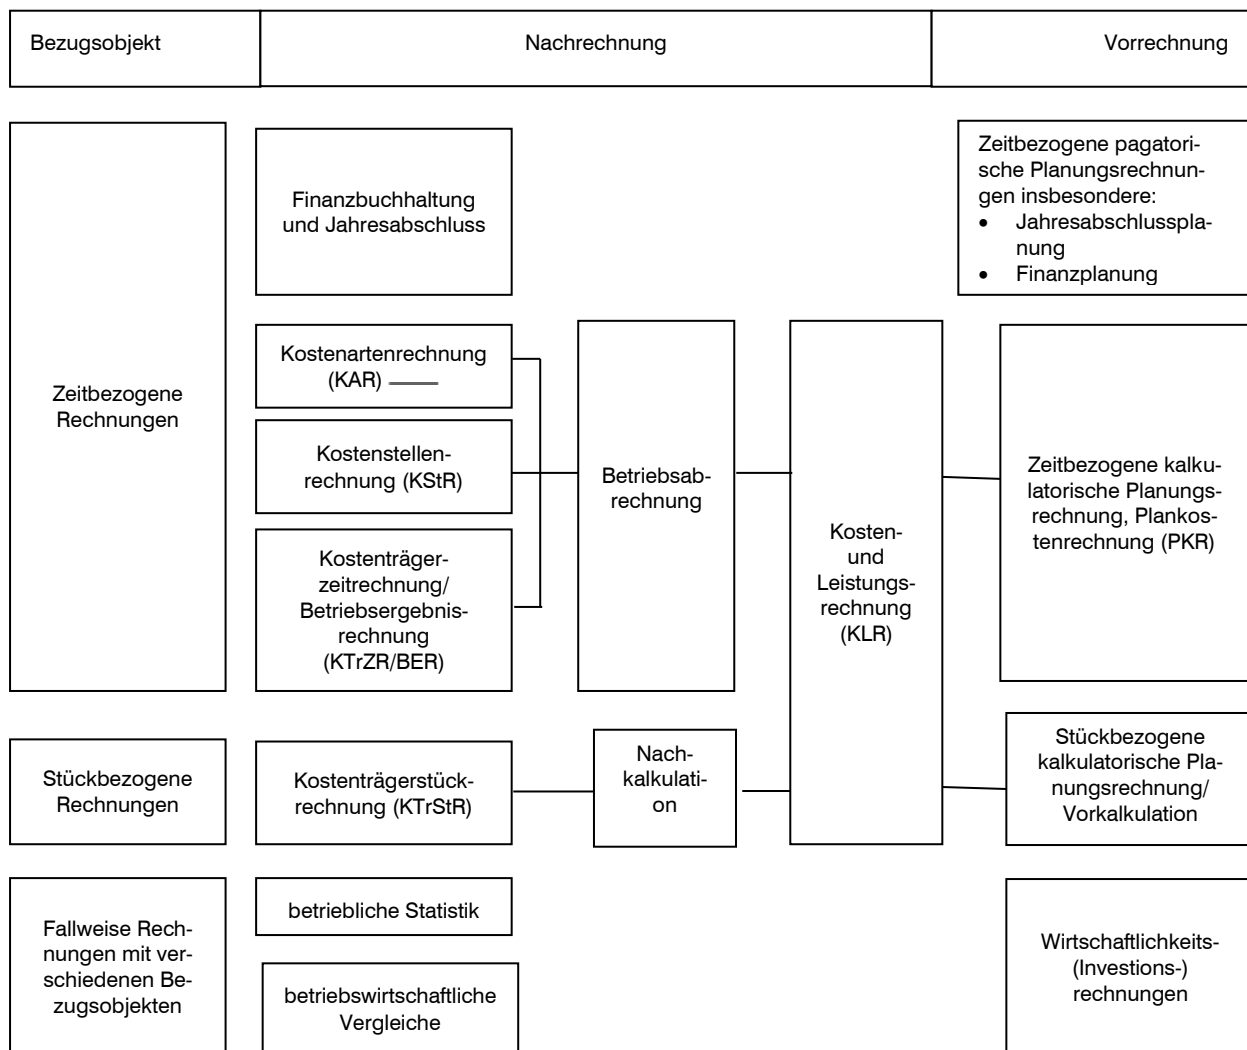 Bezugsobjekt
Nachrechnung
Vorrechnung
Zeitbezogene
Rechnungen
Finanzbuchhaltung
und Jahresabschluss
Zeitbezogene pagatori-
sche Planungsrechnun-
gen insbesondere:
• Jahresabschlusspla-
nung
• Finanzplanung
Kostenartenrechnung
(KAR)
Kostenstellen-
rechnung (KStR)
Kostenträger-
zeitrechnung/
Betriebsergebnis-
rechnung
(KTrZR/BER)
Betriebsab-
rechnung
Kosten-
und
Leistungs-
rechnung
(KLR)
Zeitbezogene kalku-
latorische Planungs-
rechnung, Plankos-
tenrechnung (PKR)
Stückbezogene
Rechnungen
Kostenträgerstück-
rechnung (KTrStR)
Nach-
kalkulati-
on
Stückbezogene
kalkulatorische Pla-
nungsrechnung/
Vorkalkulation
Fallweise Rech-
nungen mit ver-
schiedenen Be-
zugsobjekten
betriebliche Statistik
betriebswirtschaftliche
Vergleiche
Wirtschaftlichkeits-
(Investions-)
rechnungen